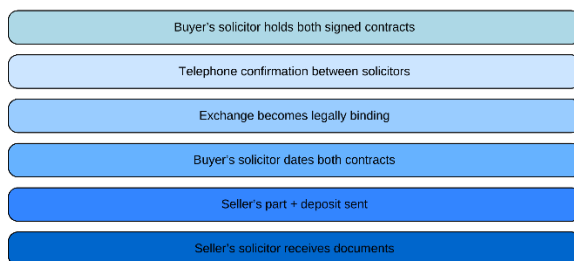 Buyer's solicitor holds both signed contracts
Telephone confirmation between solicitors
Exchange becomes legally binding
Buyer's solicitor dates both contracts
Seller's part + deposit sent
Seller's solicitor receives documents